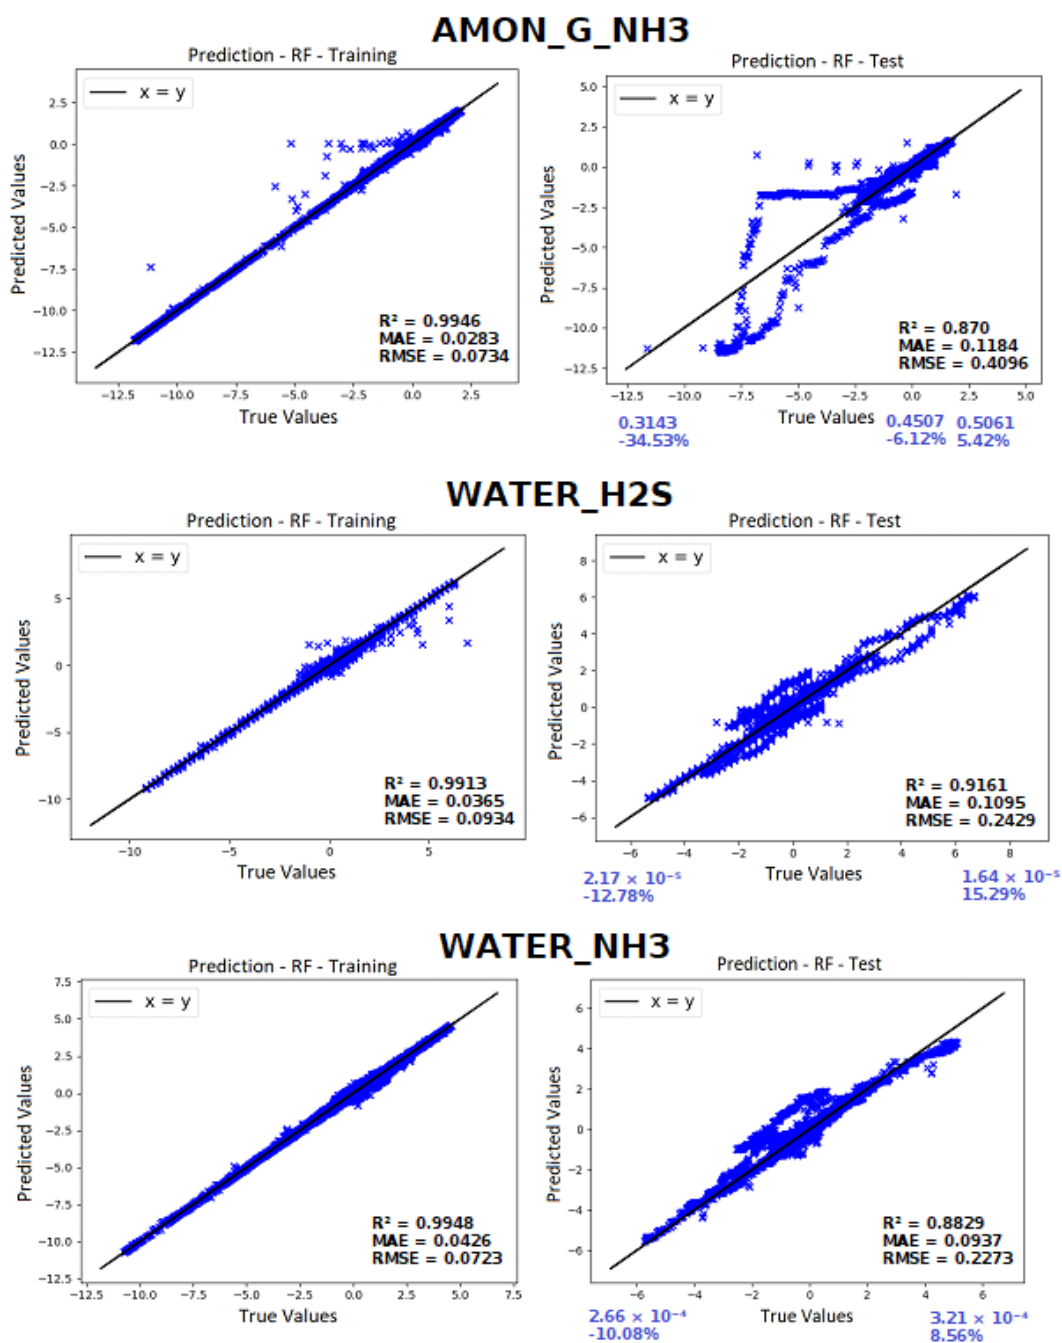 AMON_G_NH3
Prediction - RF - Training
x = y
Predicted Values
2.5
0.0
−2.5
−5.0
−7.5
−10.0
−12.5
R² = 0.9946
MAE = 0.0283
RMSE = 0.0734
−12.5 −10.0 −7.5 −5.0 −2.5 0.0 2.5
True Values
Prediction - RF - Test
x = y
Predicted Values
5.0
2.5
0.0
−2.5
−5.0
−7.5
−10.0
−12.5
R² = 0.870
MAE = 0.1184
RMSE = 0.4096
−12.5 −10.0 −7.5 −5.0 −2.5 0.0 2.5 5.0
True Values
0.3143 0.4507 0.5061
-34.53% -6.12% 5.42%
WATER_H2S
Prediction - RF - Training
x = y
Predicted Values
5
0
−5
−10
R² = 0.9913
MAE = 0.0365
RMSE = 0.0934
−10 −5 0 5
True Values
Prediction - RF - Test
x = y
Predicted Values
8
6
4
2
0
−2
−4
−6
R² = 0.9161
MAE = 0.1095
RMSE = 0.2429
−6 −4 −2 0 2 4 6 8
True Values
2.17 × 10⁻⁵ 1.64 × 10⁻⁵
-12.78% 15.29%
WATER_NH3
Prediction - RF - Training
x = y
Predicted Values
7.5
5.0
2.5
0.0
−2.5
−5.0
−7.5
−10.0
−12.5
R² = 0.9948
MAE = 0.0426
RMSE = 0.0723
−12.5 −10.0 −7.5 −5.0 −2.5 0.0 2.5 5.0 7.5
True Values
Prediction - RF - Test
x = y
Predicted Values
6
4
2
0
−2
−4
−6
R² = 0.8829
MAE = 0.0937
RMSE = 0.2273
−6 −4 −2 0 2 4 6
True Values
2.66 × 10⁻⁴ 3.21 × 10⁻⁴
-10.08% 8.56%